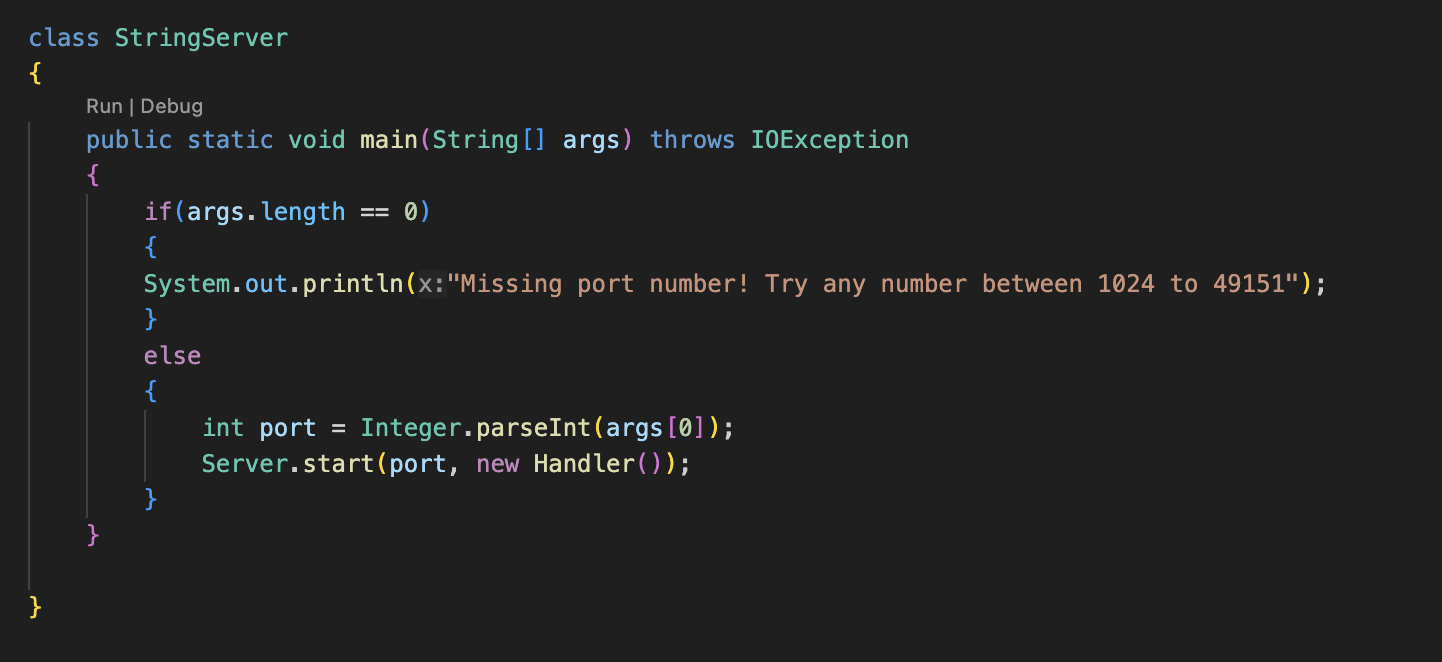 class StringServer
{
Run | Debug
public static void main(String[] args) throws IOException
{
if(args.length == 0)
{
System.out.println(x:"Missing port number! Try any number between 1024 to 49151");
}
else
{
int port = Integer.parseInt(args[0]);
Server.start(port, new Handler());
}
}
}